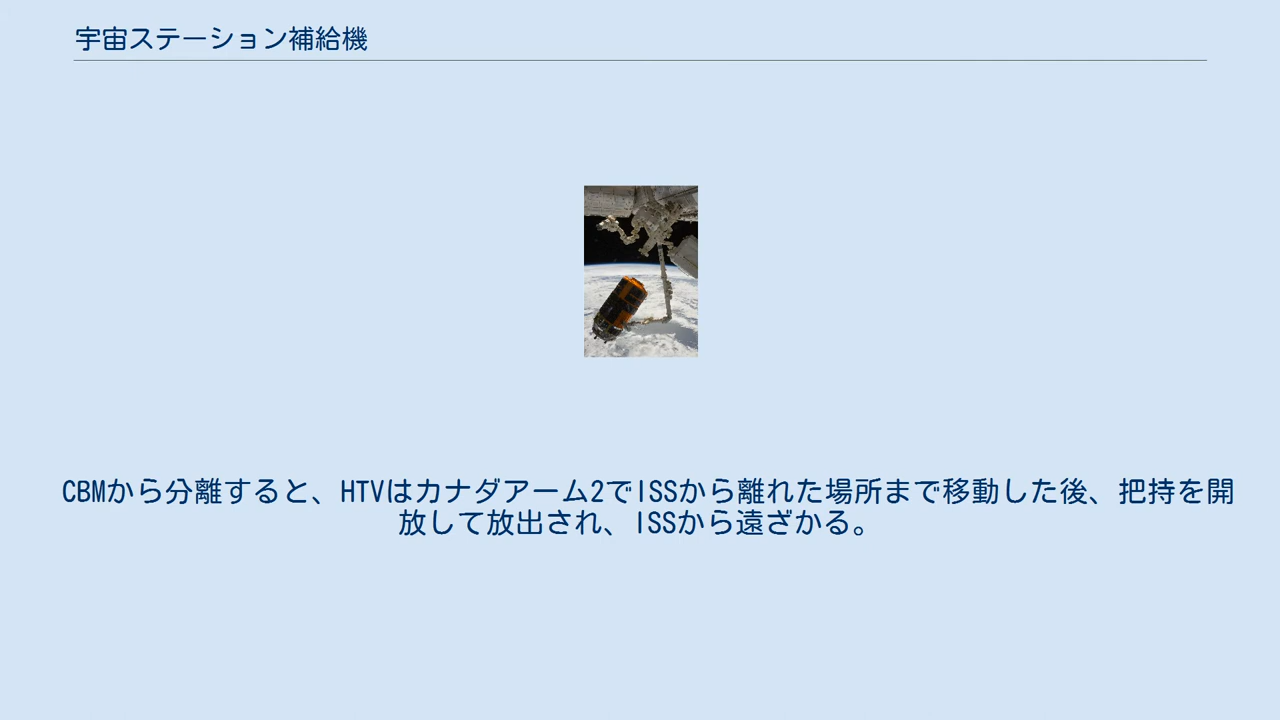 宇宙ステーション補給機
CBMから分離すると、HTVはカナダアーム2でISSから離れた場所まで移動した後、把持を開
放して放出され、ISSから遠ざかる。